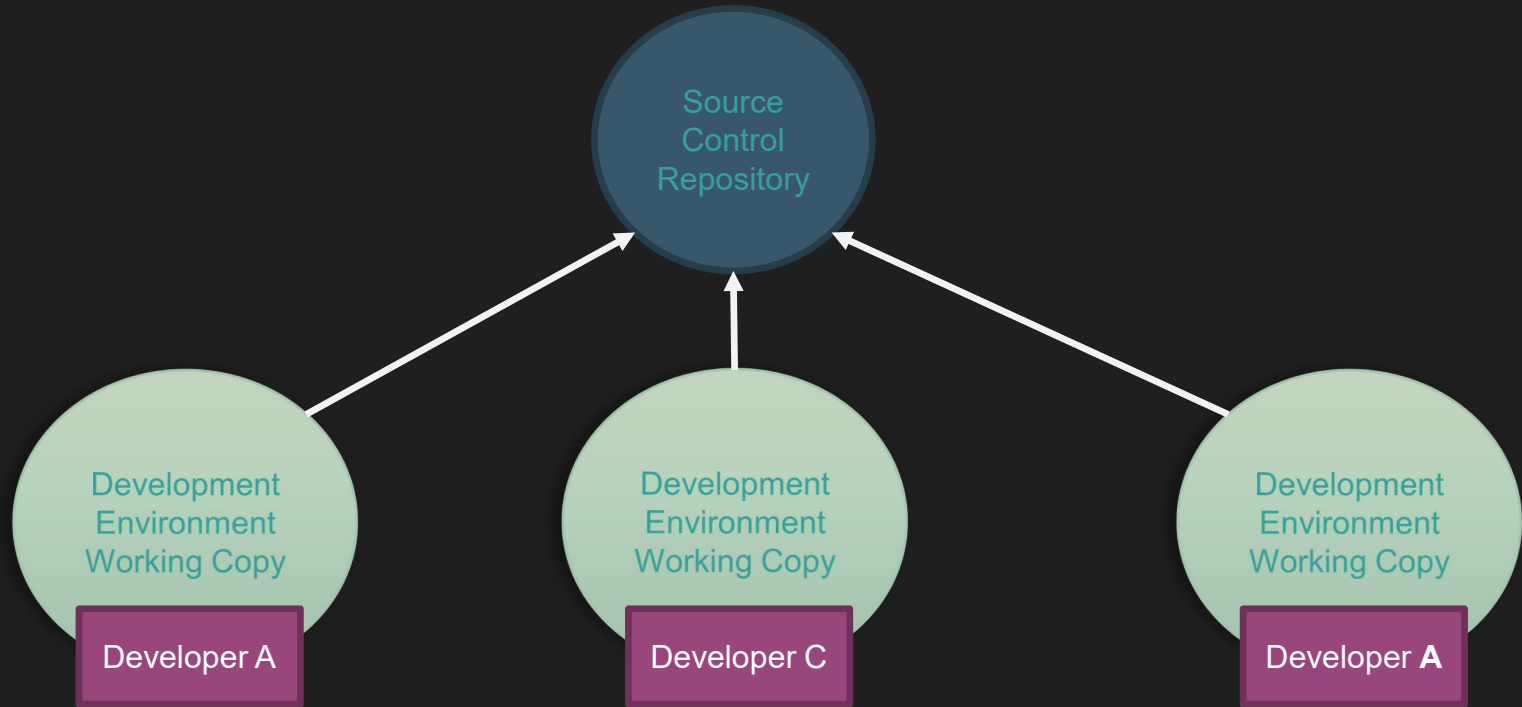 Source
Control
Repository
Development
Environment
Working Copy
Developer A
Development
Environment
Working Copy
Developer C
Development
Environment
Working Copy
Developer A